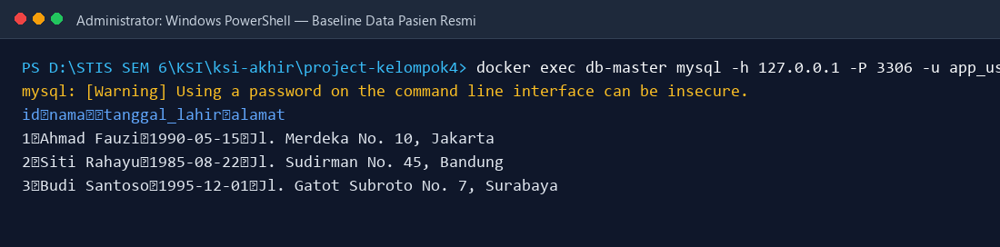 Administrator: Windows PowerShell — Baseline Data Pasien Resmi
PS D:\STIS SEM 6\KSI\ksi-akhir\project-kelompok4> docker exec db-master mysql -h 127.0.0.1 -P 3306 -u app_us
mysql: [Warning] Using a password on the command line interface can be insecure.
id⍰nama⍰⍰tanggal_lahir⍰alamat
1⍰Ahmad Fauzi⍰1990-05-15⍰Jl. Merdeka No. 10, Jakarta
2⍰Siti Rahayu⍰1985-08-22⍰Jl. Sudirman No. 45, Bandung
3⍰Budi Santoso⍰1995-12-01⍰Jl. Gatot Subroto No. 7, Surabaya